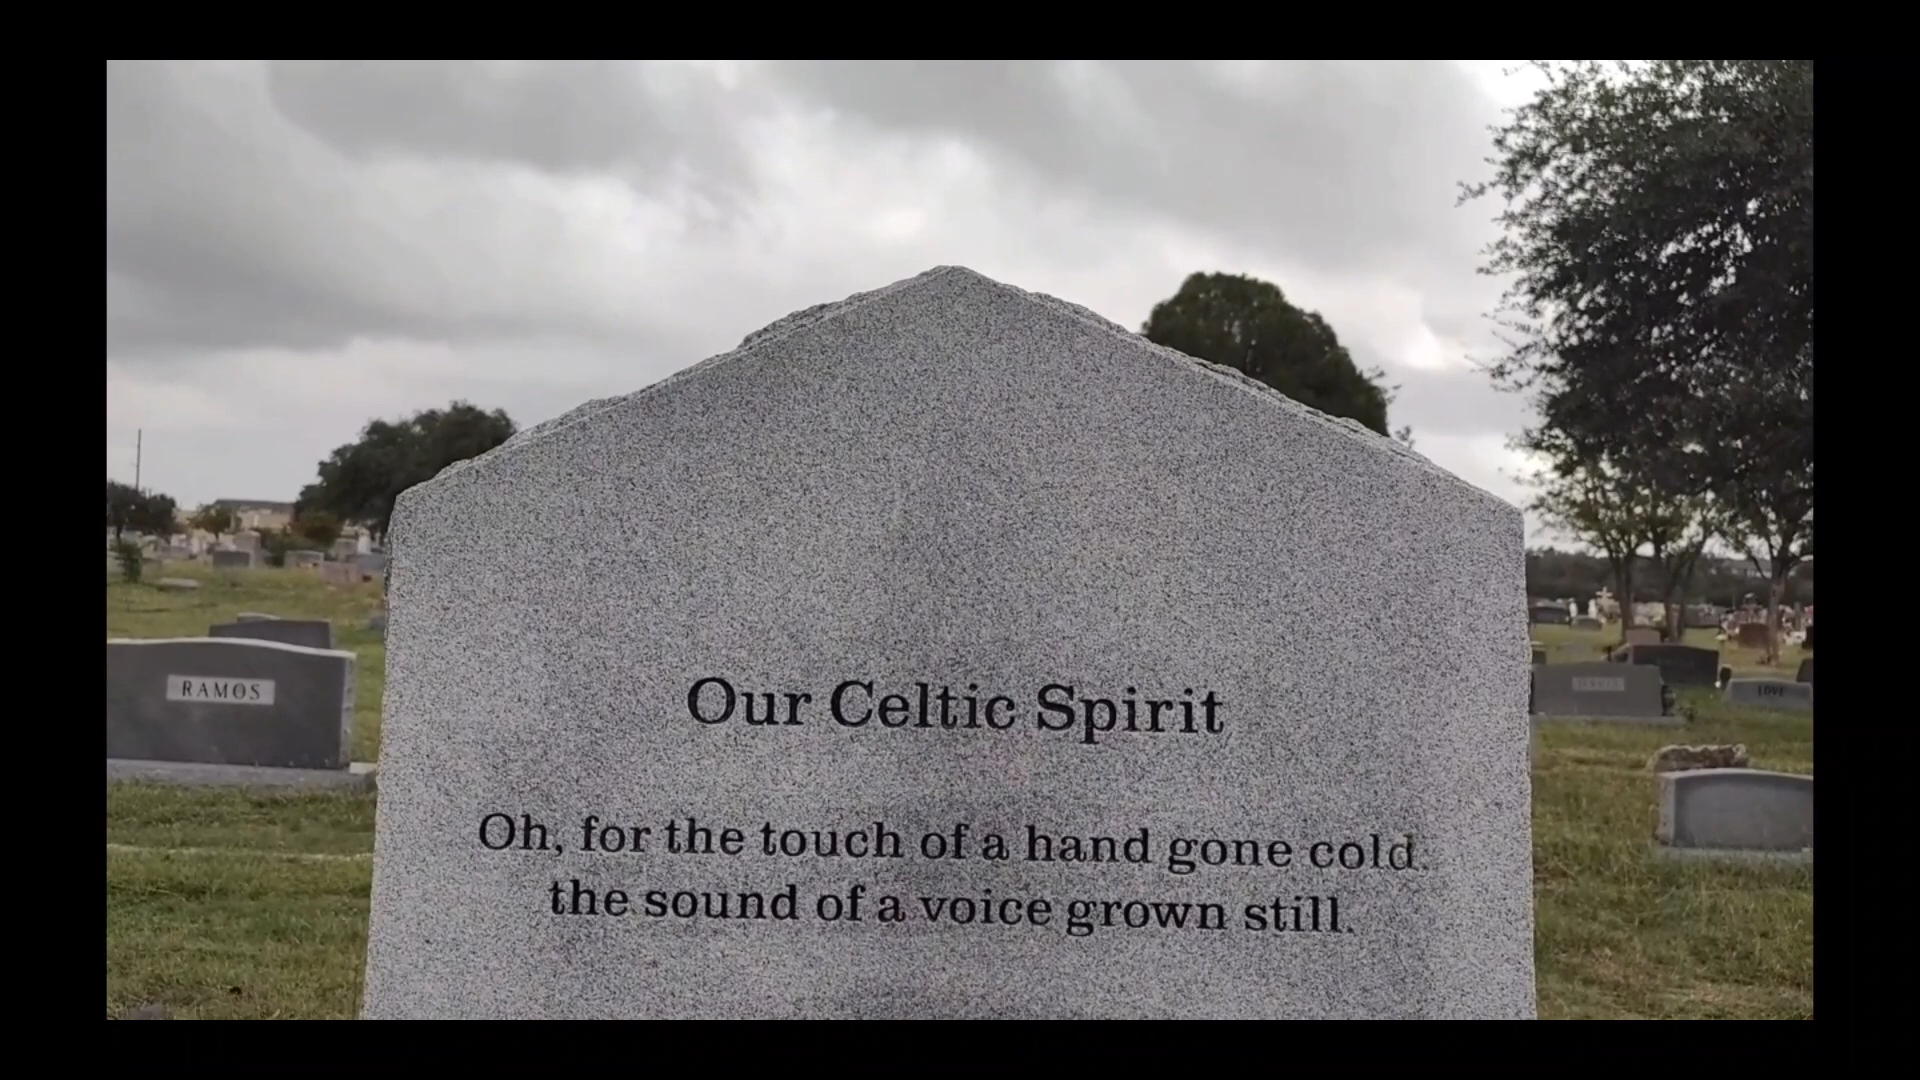 Our Celtic Spirit
Oh, for the touch of a hand gone cold.
the sound of a voice grown still.
RAMOS
LOVE